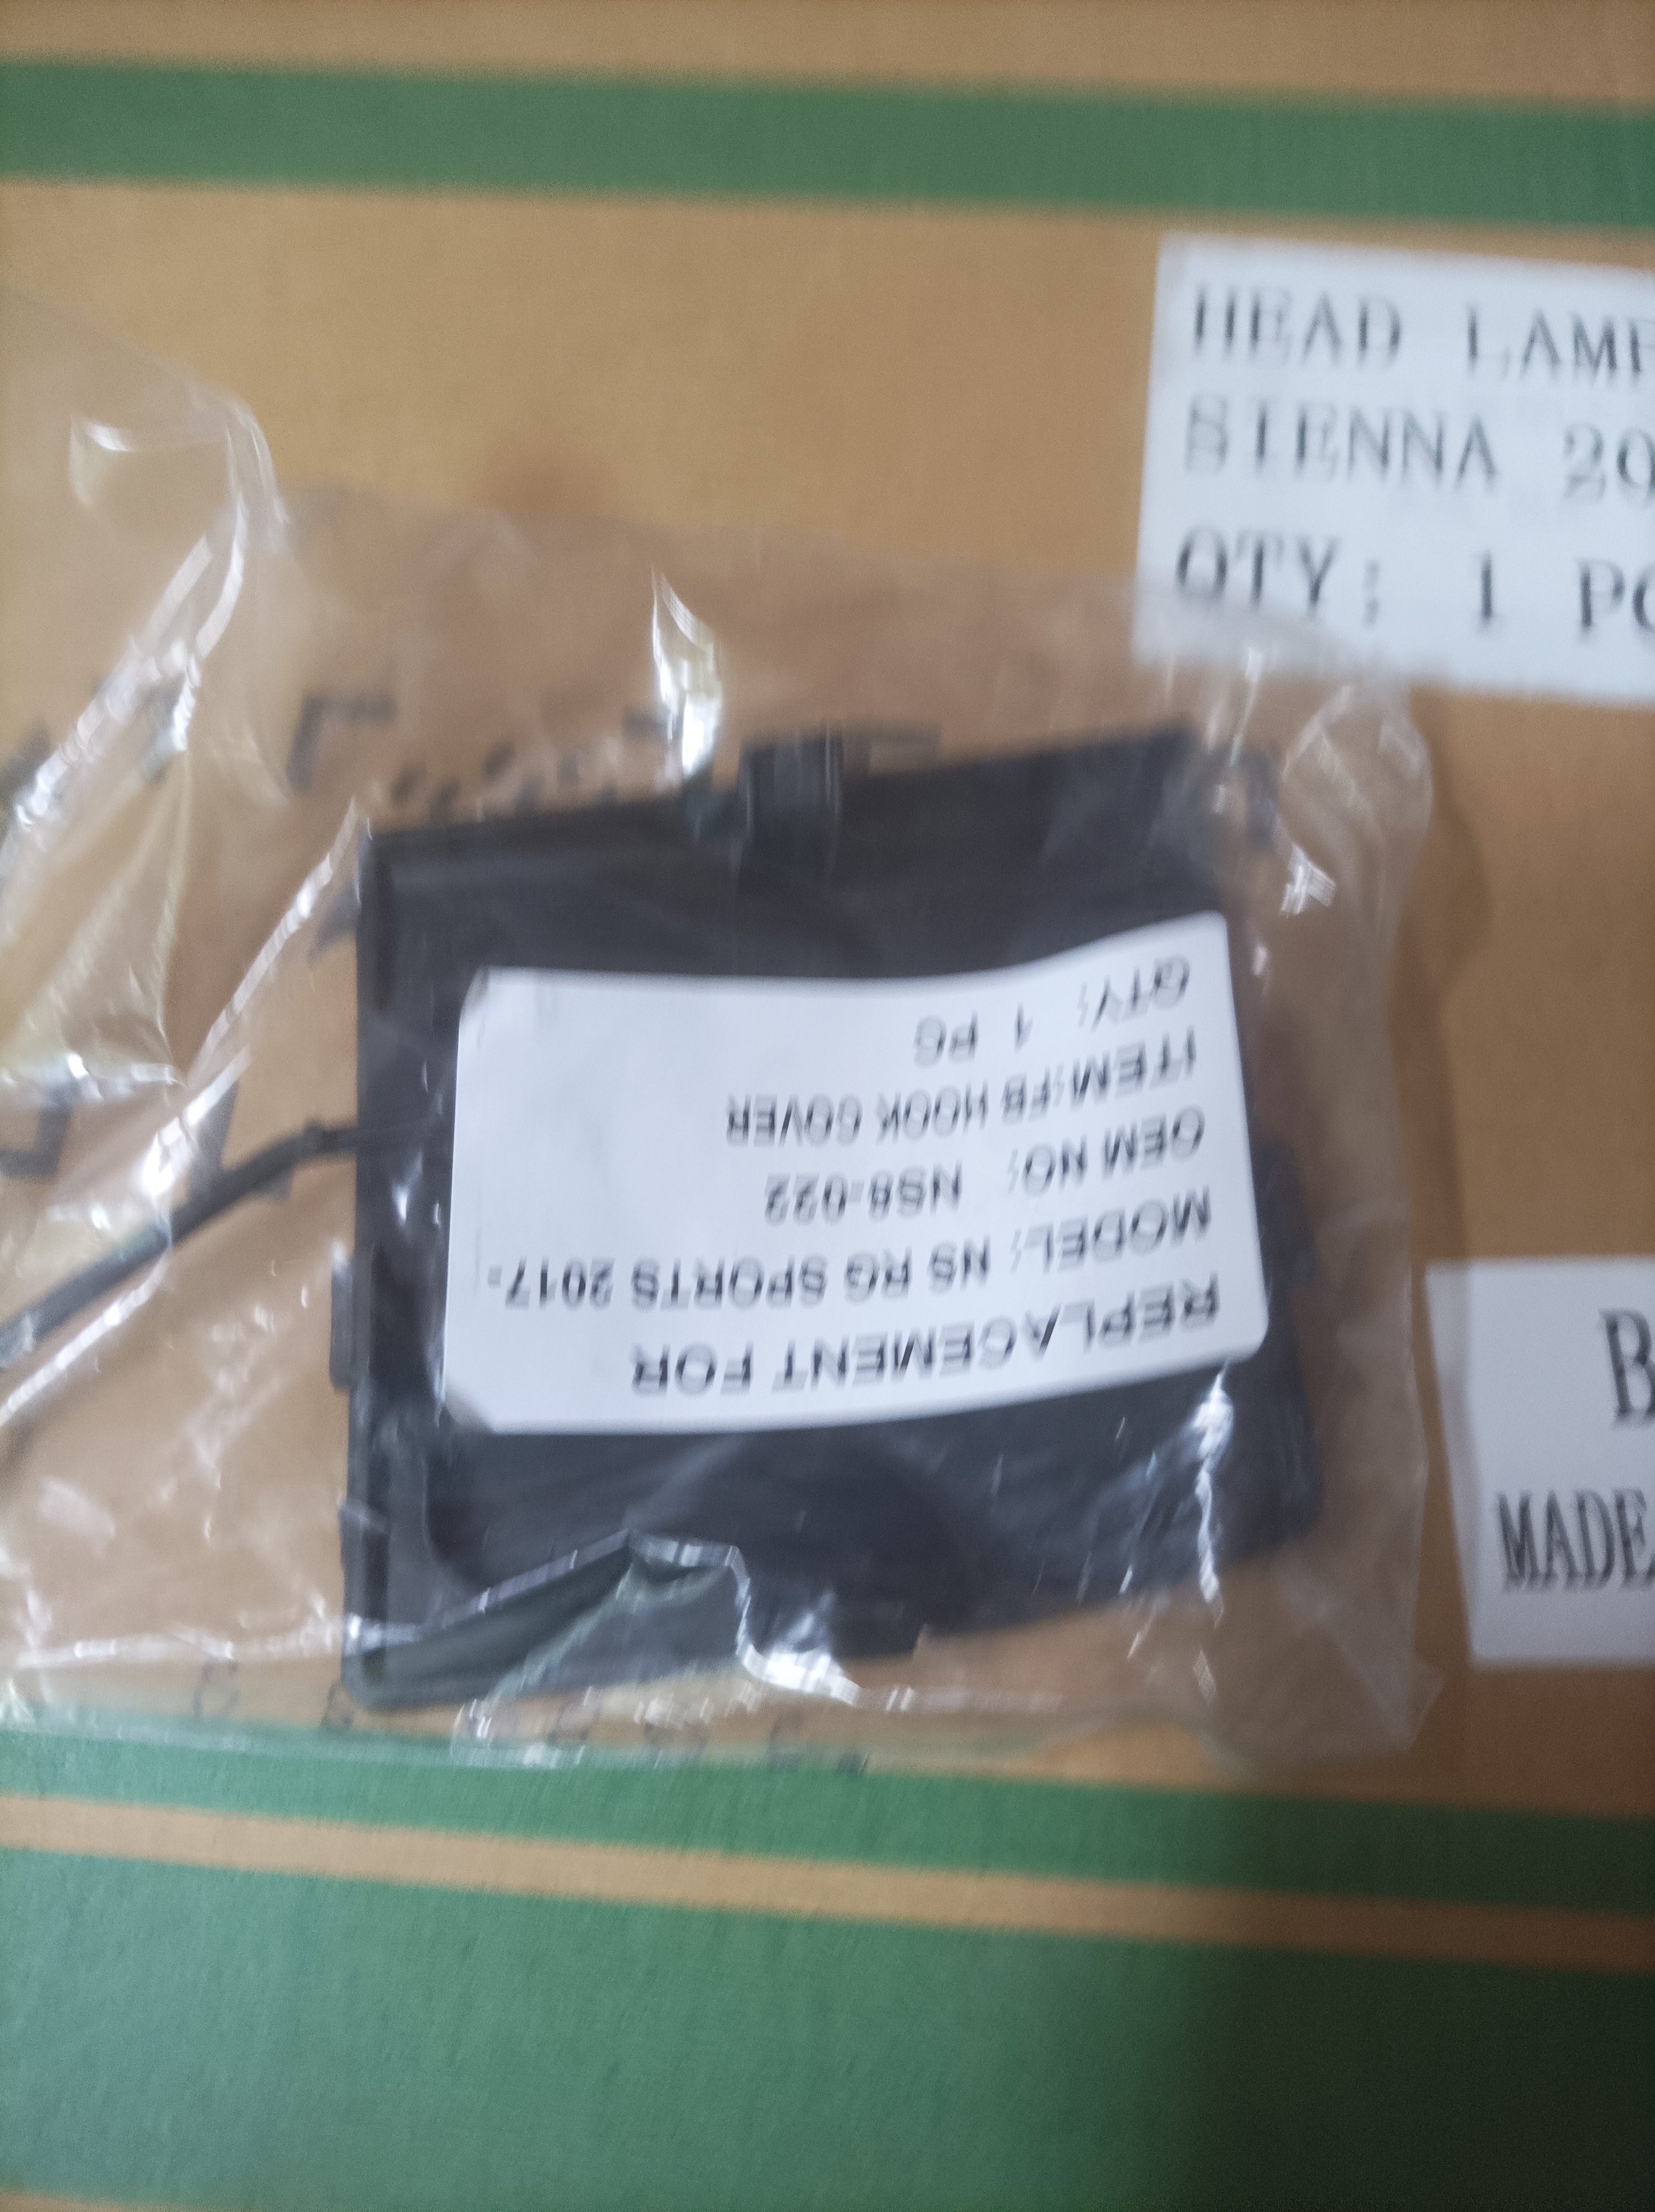 HEAD LAMP
SIENNA 20
QTY: 1 PC
REPLACEMENT FOR
MODEL: NS RG SPORTS 2017-
OEM NO: NS8-022
ITEM:FB HOOK COVER
QTY: 1 PC
MADE